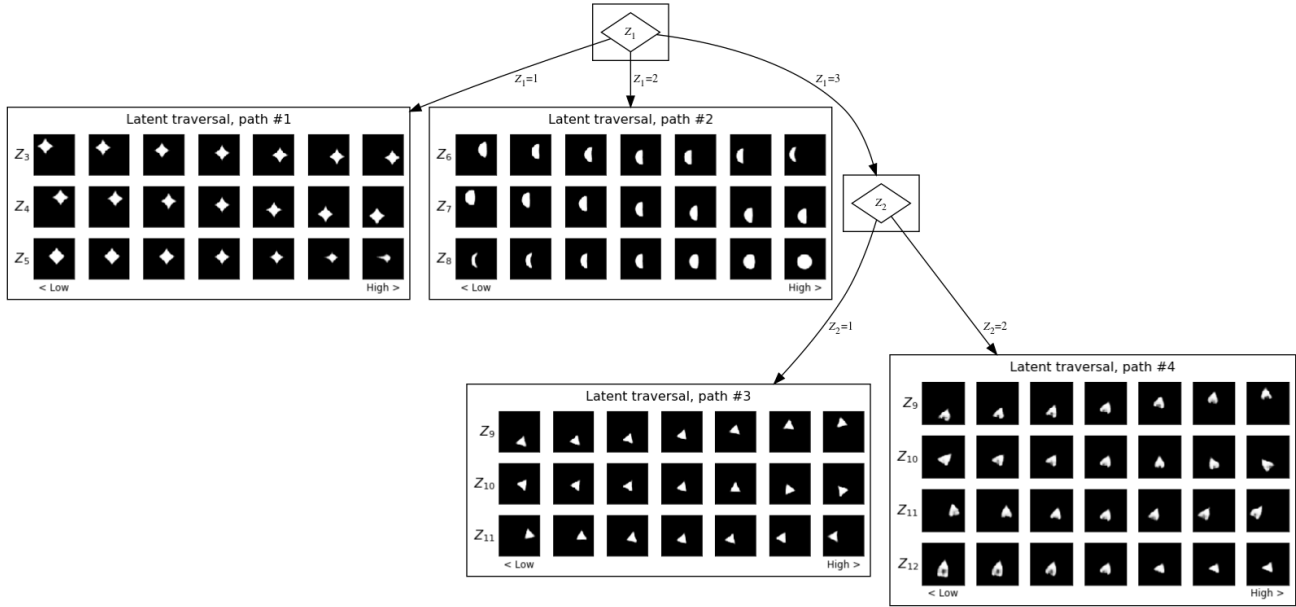 Z1
Z1=1
Z1=2
Z1=3
Latent traversal, path #1
Z3
Z4
Z5
< Low High >
Latent traversal, path #2
Z6
Z7
Z8
< Low High >
Z2
Z2=1
Z2=2
Latent traversal, path #3
Z9
Z10
Z11
< Low High >
Latent traversal, path #4
Z9
Z10
Z11
Z12
< Low High >